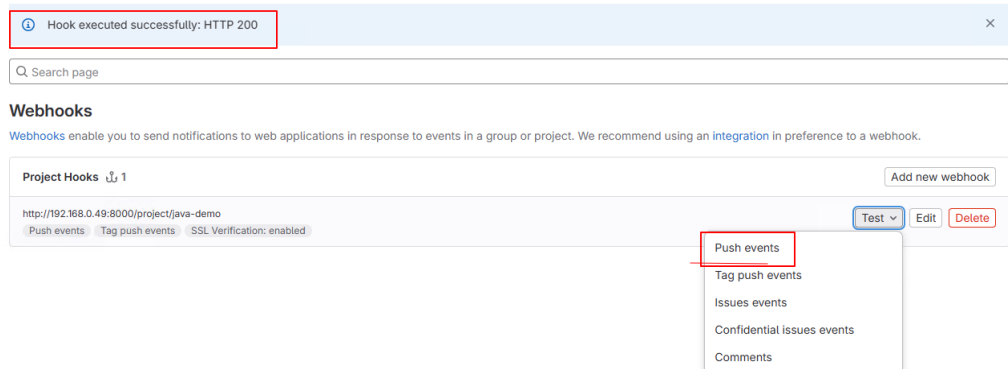 Hook executed successfully: HTTP 200
Search page
Webhooks
Webhooks enable you to send notifications to web applications in response to events in a group or project. We recommend using an integration in preference to a webhook.
Project Hooks 1
Add new webhook
http://192.168.0.49:8000/project/java-demo
Push events Tag push events SSL Verification: enabled
Test Edit Delete
Push events
Tag push events
Issues events
Confidential issues events
Comments